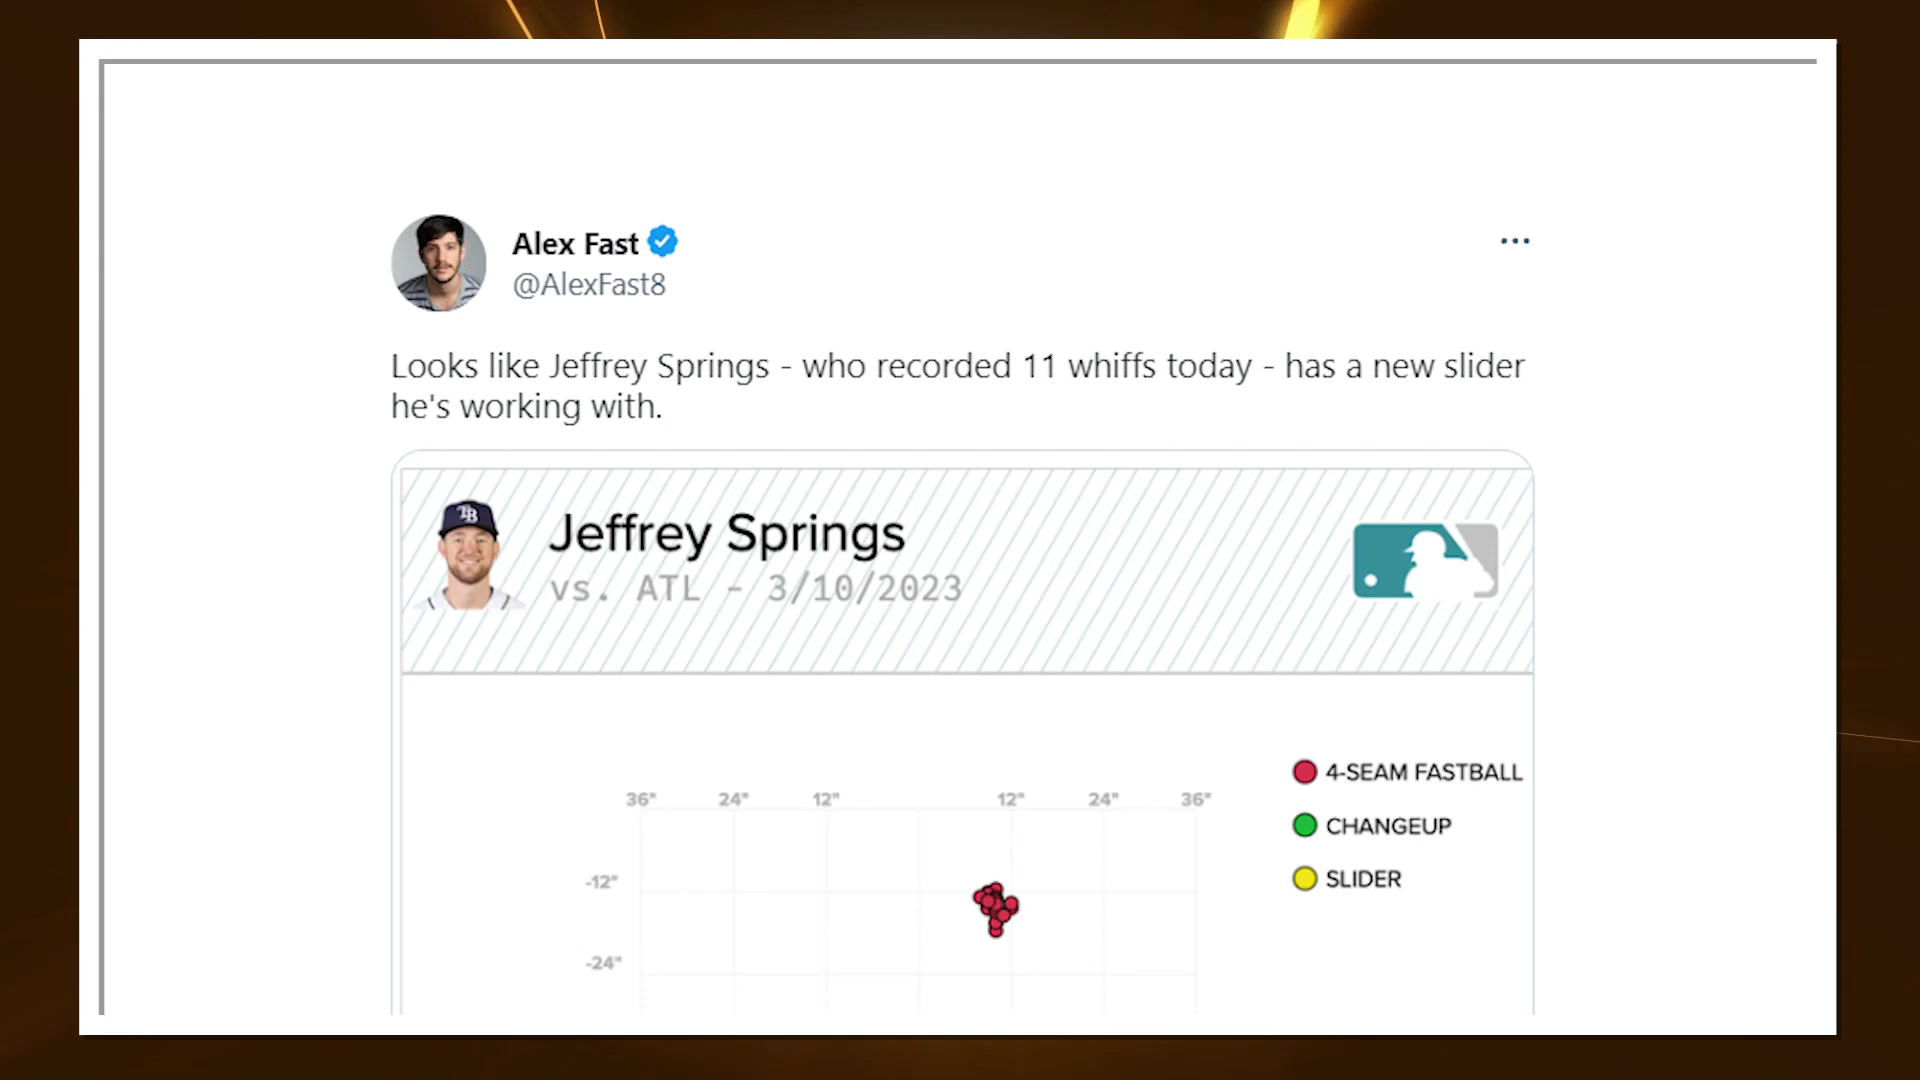 Alex Fast
@AlexFast8
Looks like Jeffrey Springs - who recorded 11 whiffs today - has a new slider
he's working with.
TB
Jeffrey Springs
vs. ATL - 3/10/2023
4-SEAM FASTBALL
36" 24" 12" 12" 24" 36"
CHANGEUP
-12"
SLIDER
-24"